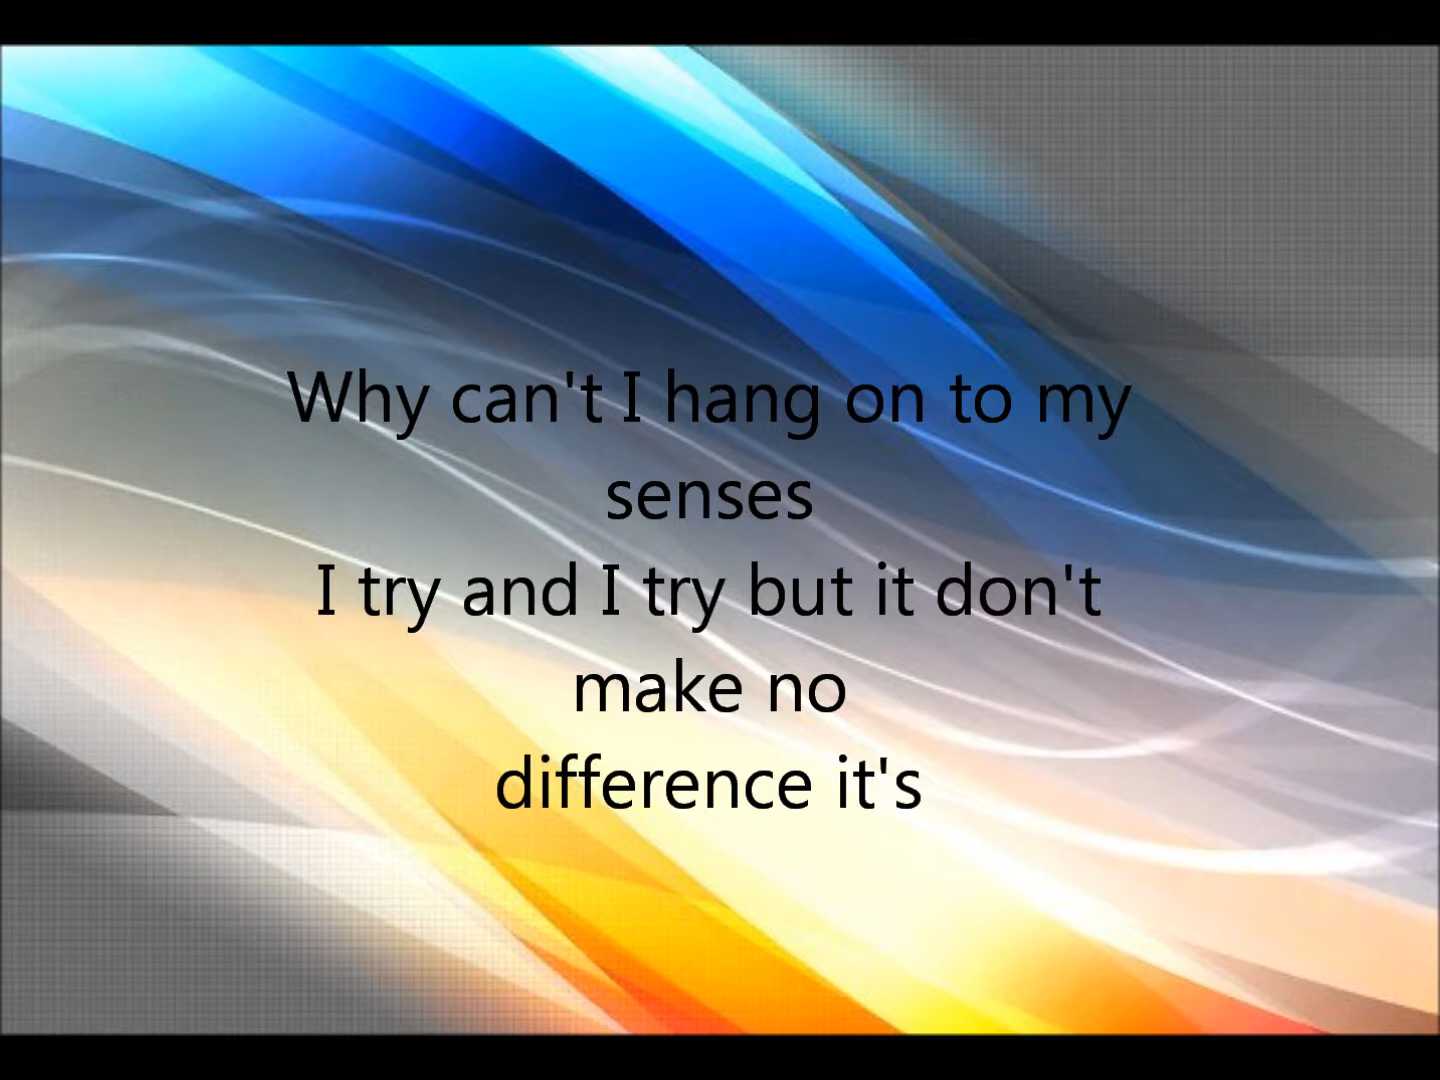 Why can't I hang on to my
senses
I try and I try but it don't
make no
difference it's